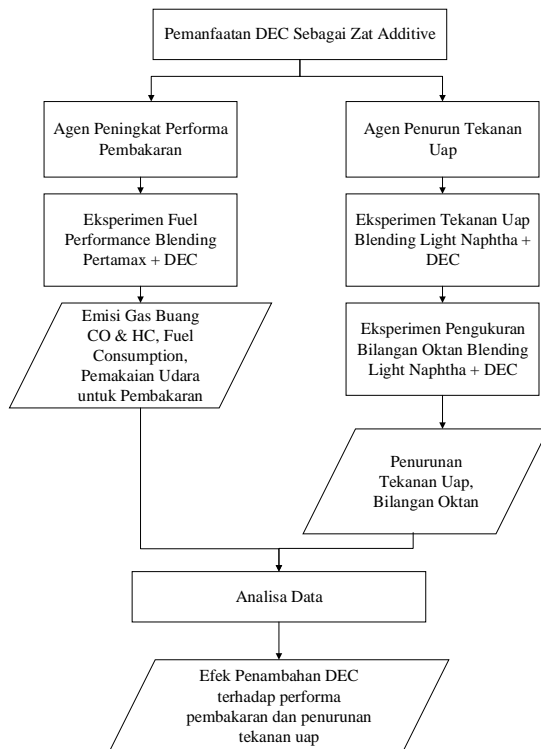 Pemanfaatan DEC Sebagai Zat Additive
Agen Peningkat Performa
Pembakaran
Agen Penurun Tekanan
Uap
Eksperimen Fuel
Performance Blending
Pertamax + DEC
Eksperimen Tekanan Uap
Blending Light Naphtha +
DEC
Emisi Gas Buang
CO & HC, Fuel
Consumption,
Pemakaian Udara
untuk Pembakaran
Eksperimen Pengukuran
Bilangan Oktan Blending
Light Naphtha + DEC
Penurunan
Tekanan Uap,
Bilangan Oktan
Analisa Data
Efek Penambahan DEC
terhadap performa
pembakaran dan penurunan
tekanan uap